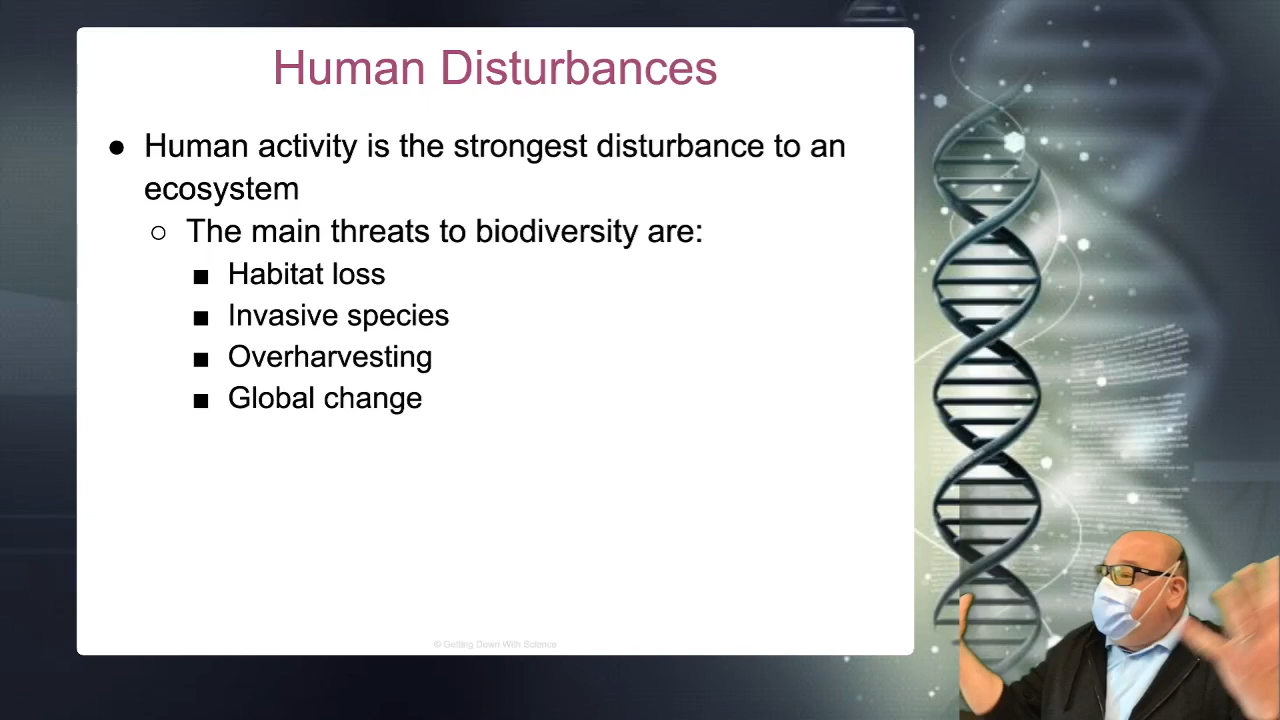 Human Disturbances
● Human activity is the strongest disturbance to an
ecosystem
○ The main threats to biodiversity are:
■ Habitat loss
■ Invasive species
■ Overharvesting
■ Global change
© Getting Down With Science